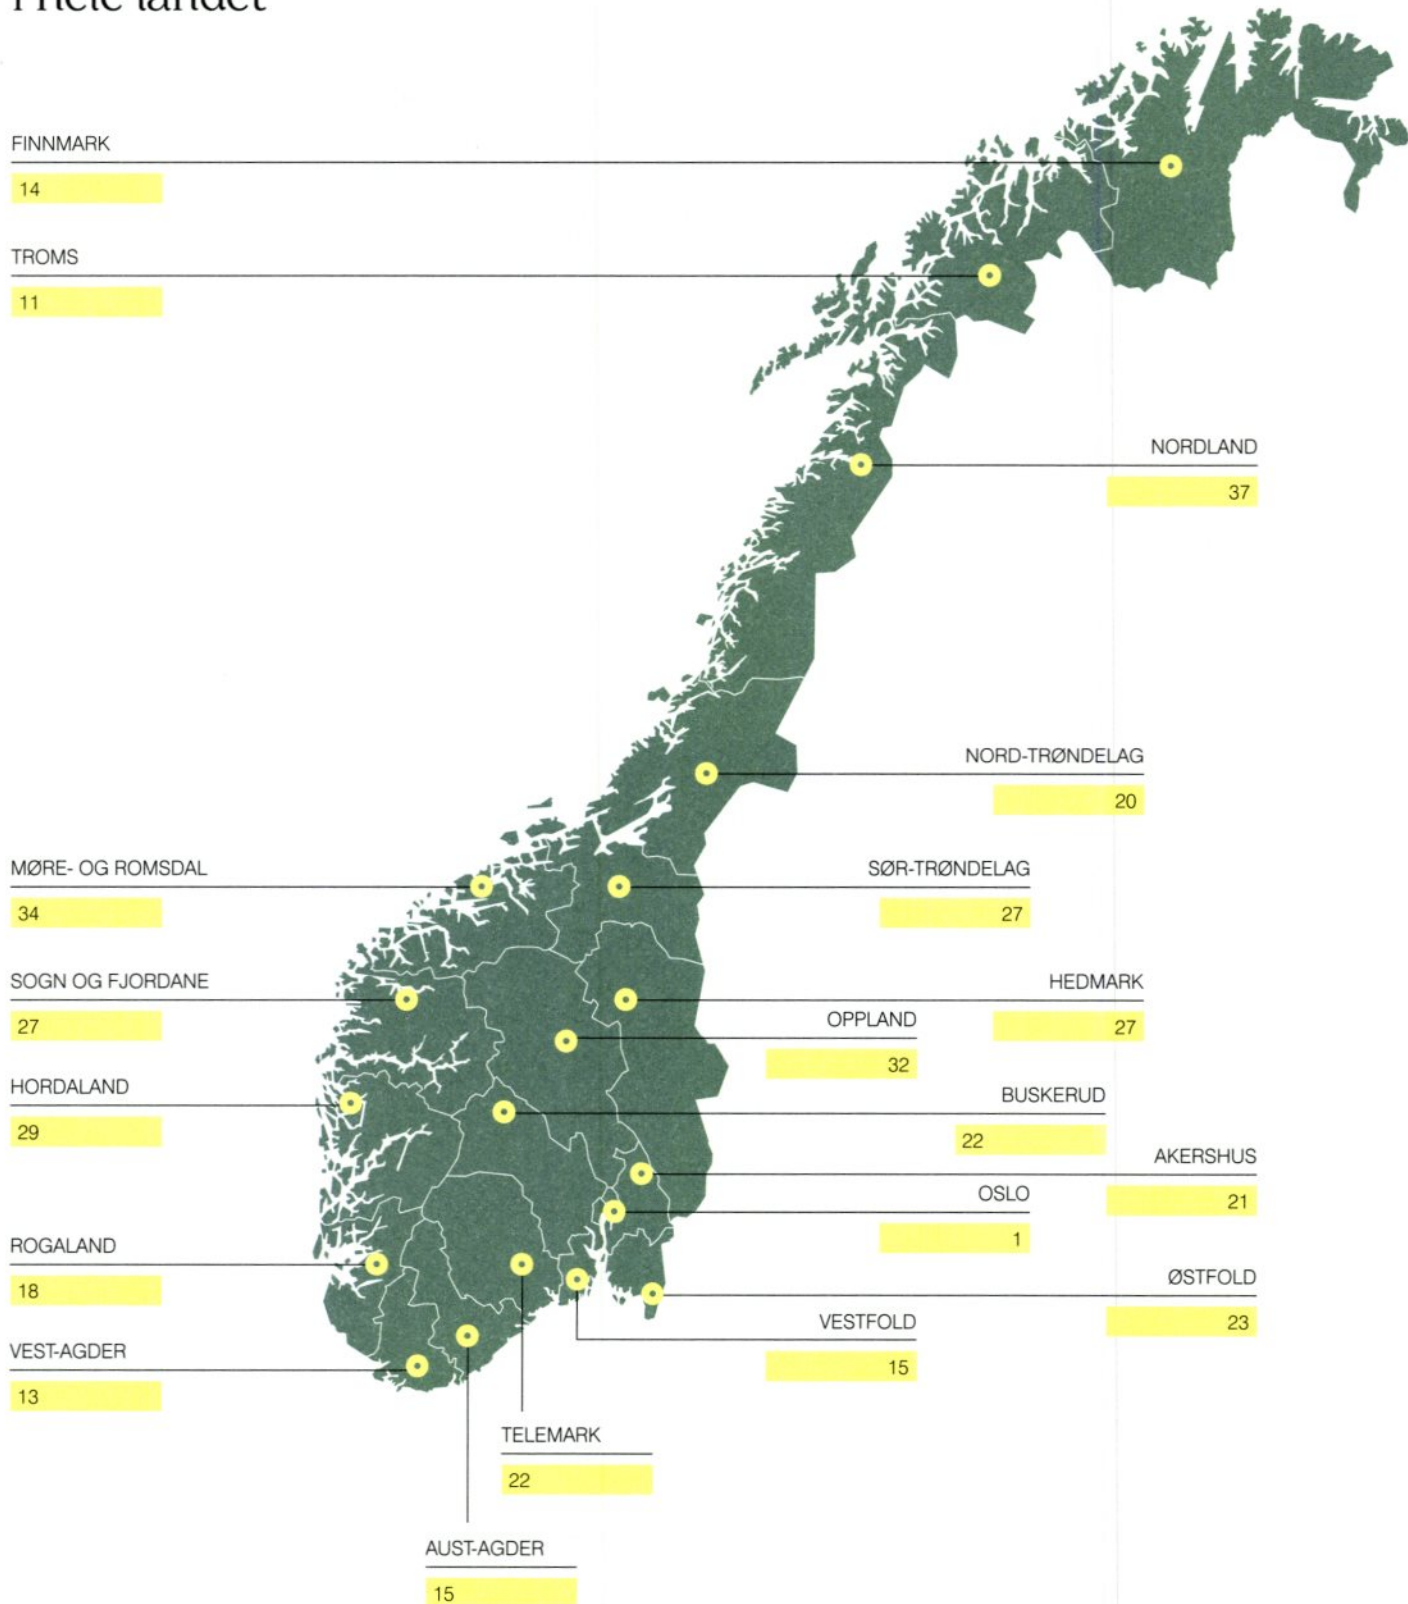 i hele landet
FINNMARK
14
TROMS
11
NORDLAND
37
NORD-TRØNDELAG
20
MØRE- OG ROMSDAL
34
SØR-TRØNDELAG
27
SOGN OG FJORDANE
27
HEDMARK
27
OPPLAND
32
HORDALAND
29
BUSKERUD
22
AKERSHUS
21
OSLO
1
ROGALAND
18
ØSTFOLD
23
VESTFOLD
15
VEST-AGDER
13
TELEMARK
22
AUST-AGDER
15